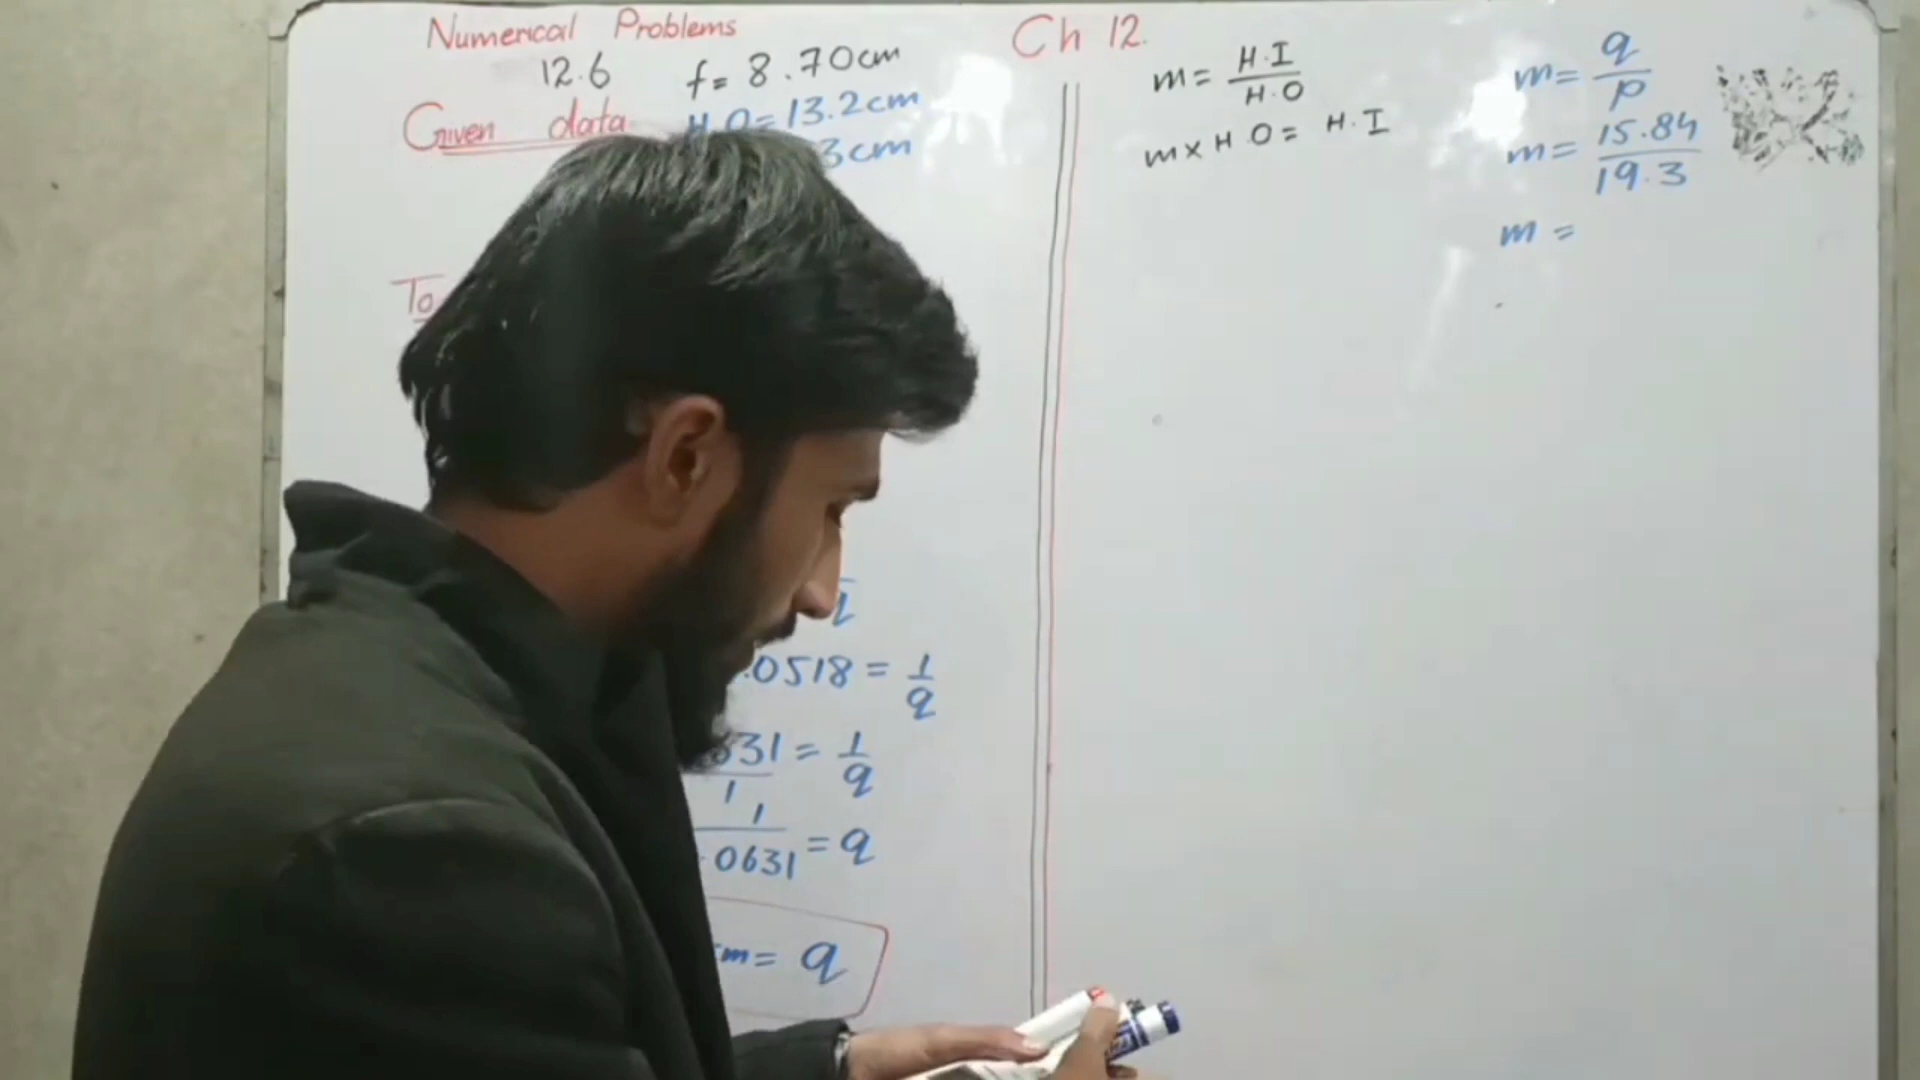 Numerical Problems
Ch 12.
12.6 f = 8.70cm
Given data H.O = 13.2cm
3cm
To
.0518 = 1/q
631/1 = 1/q
1/.0631 = q
cm = q
m = H.I/H.O
m x H.O = H.I
m = q/p
m = 15.84/19.3
m =